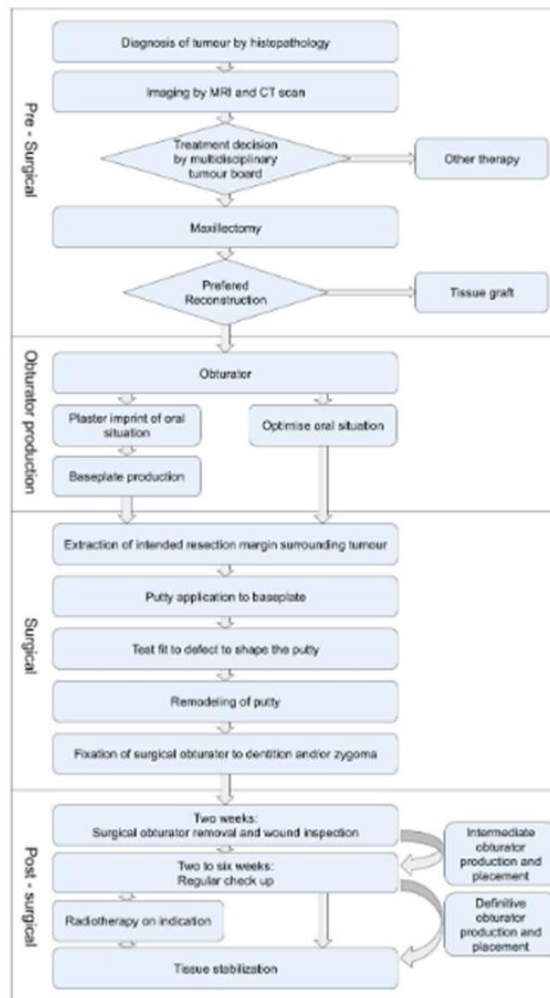 Pre - Surgical
Diagnosis of tumour by histopathology
Imaging by MRI and CT scan
Treatment decision
by multidisciplinary
tumour board
Other therapy
Maxillectomy
Prefered
Reconstruction
Tissue graft
Obturator production
Obturator
Plaster imprint of oral
situation
Optimise oral situation
Baseplate production
Surgical
Extraction of intended resection margin surrounding tumour
Putty application to baseplate
Test fit to defect to shape the putty
Remodeling of putty
Fixation of surgical obturator to dentition and/or zygoma
Post - surgical
Two weeks:
Surgical obturator removal and wound inspection
Intermediate
obturator
production and
placement
Two to six weeks:
Regular check up
Radiotherapy on indication
Definitive
obturator
production and
placement
Tissue stabilization